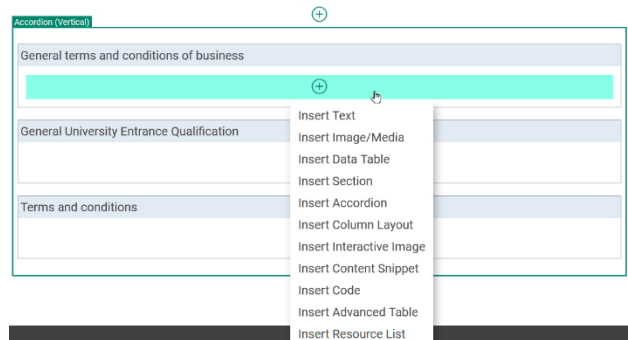 Accordion (Vertical)
General terms and conditions of business
Insert Text
General University Entrance Qualification
Insert Image/Media
Insert Data Table
Insert Section
Terms and conditions
Insert Accordion
Insert Column Layout
Insert Interactive Image
Insert Content Snippet
Insert Code
Insert Advanced Table
Insert Resource List